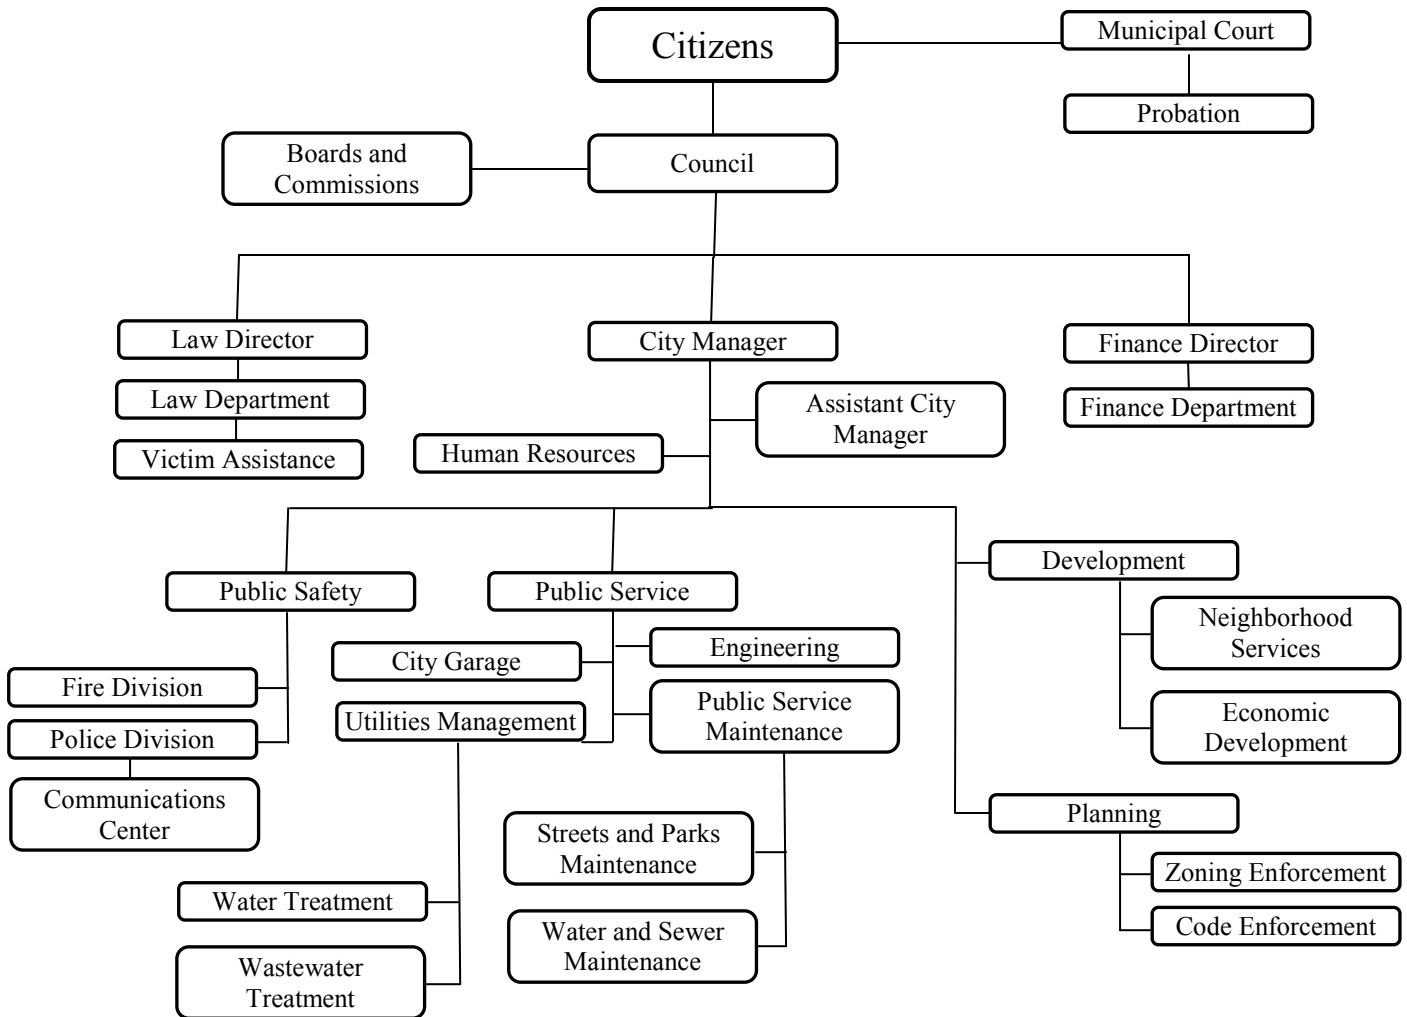 Citizens
Municipal Court
Probation
Boards and
Commissions
Council
Law Director
City Manager
Finance Director
Law Department
Assistant City
Manager
Finance Department
Victim Assistance
Human Resources
Public Safety
Public Service
Development
Neighborhood
Services
Economic
Development
City Garage
Engineering
Fire Division
Utilities Management
Public Service
Maintenance
Police Division
Communications
Center
Planning
Streets and Parks
Maintenance
Zoning Enforcement
Water Treatment
Code Enforcement
Water and Sewer
Maintenance
Wastewater
Treatment